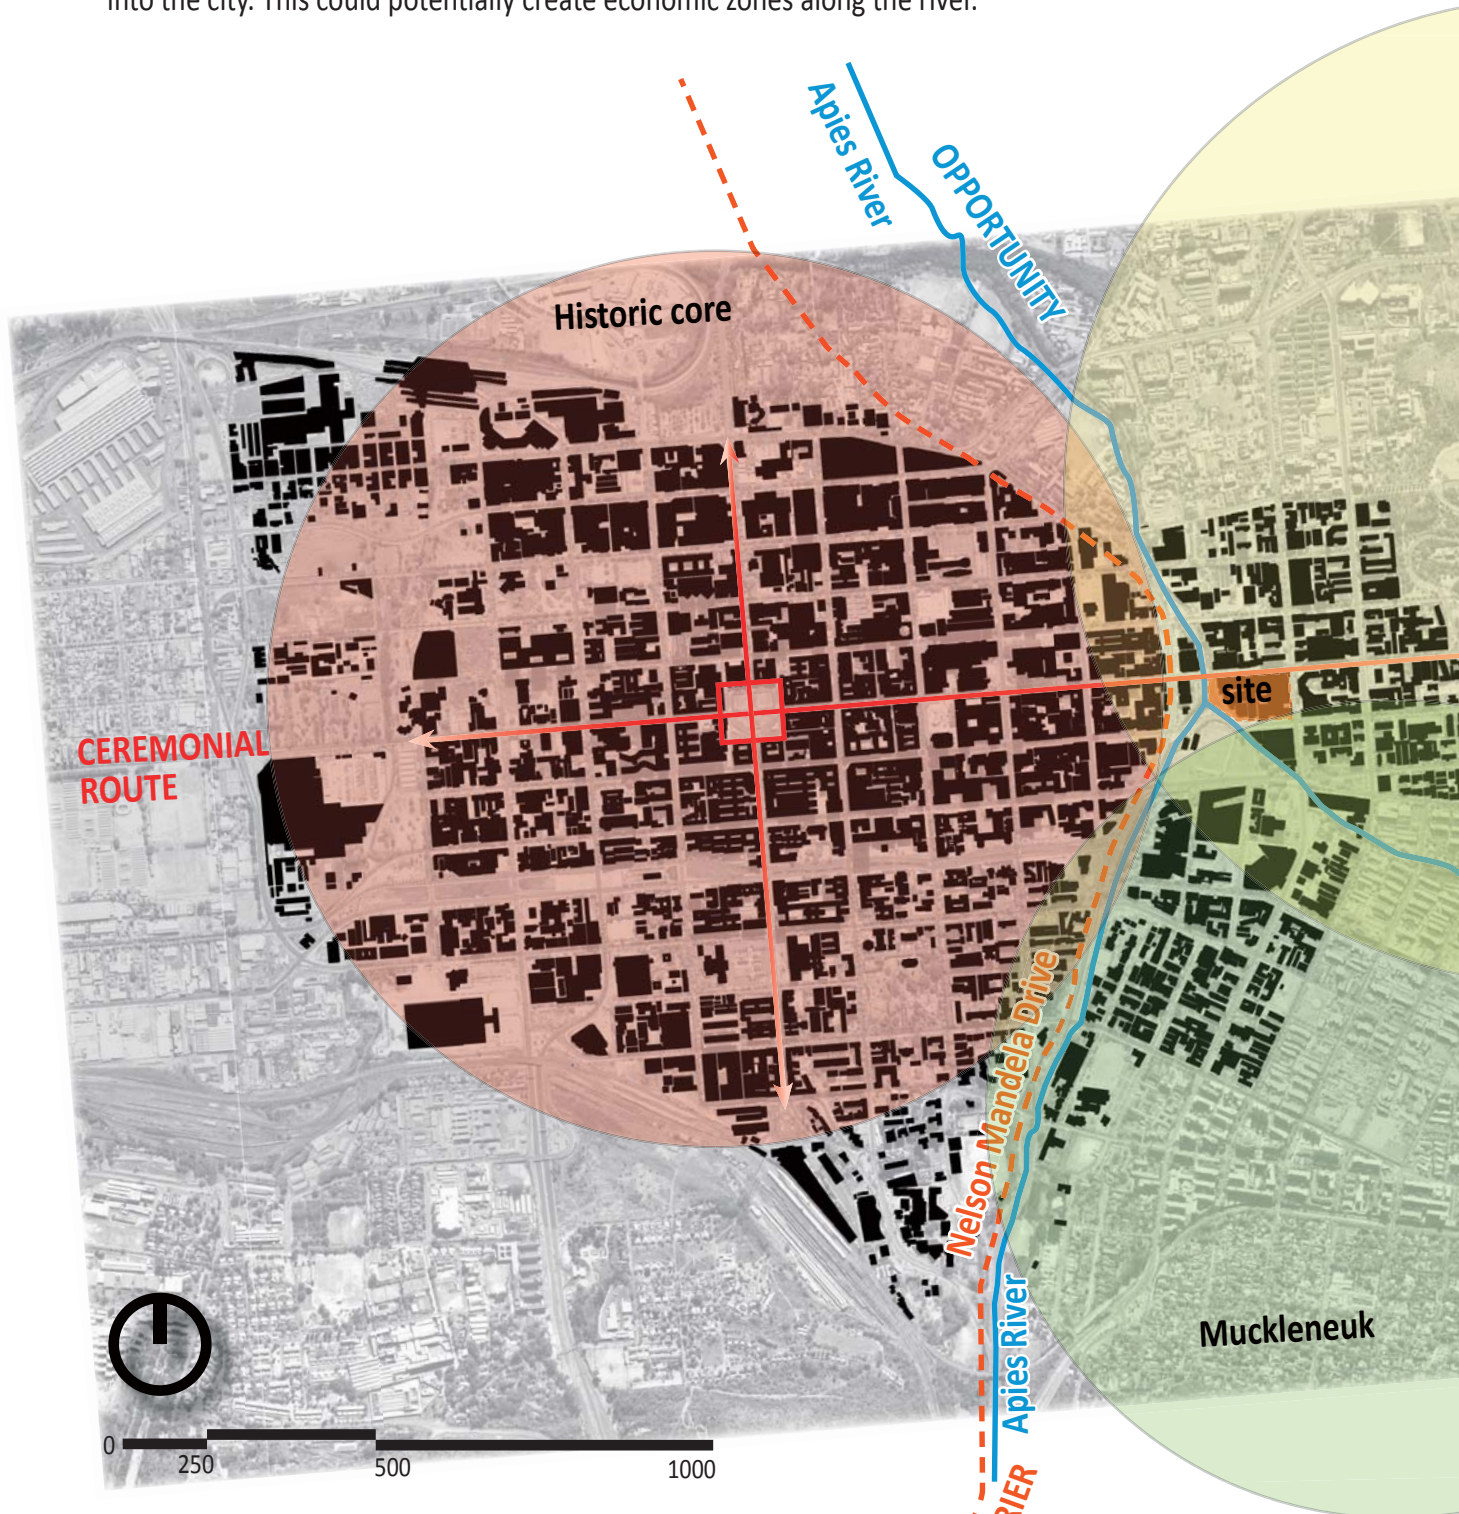 into the city. This could potentially create economic zones along the river.
Apies River
OPPORTUNITY
Historic core
site
CEREMONIAL
ROUTE
Nelson Mandela Drive
Muckleneuk
Apies River
0
250
500
1000
RIER